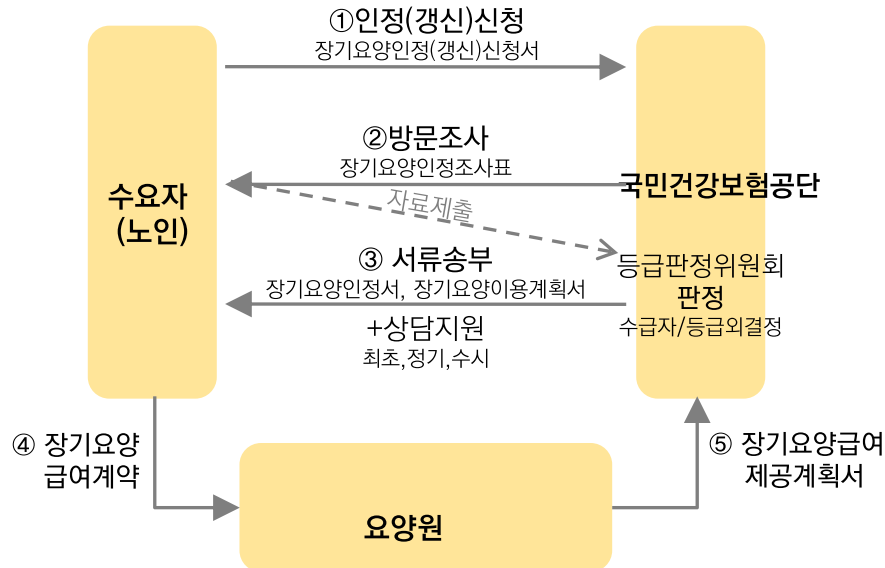 ①인정(갱신)신청
장기요양인정(갱신)신청서
②방문조사
장기요양인정조사표
국민건강보험공단
수요자
(노인)
자료제출
③ 서류송부
장기요양인정서, 장기요양이용계획서
+상담지원
최초,정기,수시
등급판정위원회
판정
수급자/등급외결정
④ 장기요양
급여계약
⑤ 장기요양급여
제공계획서
요양원